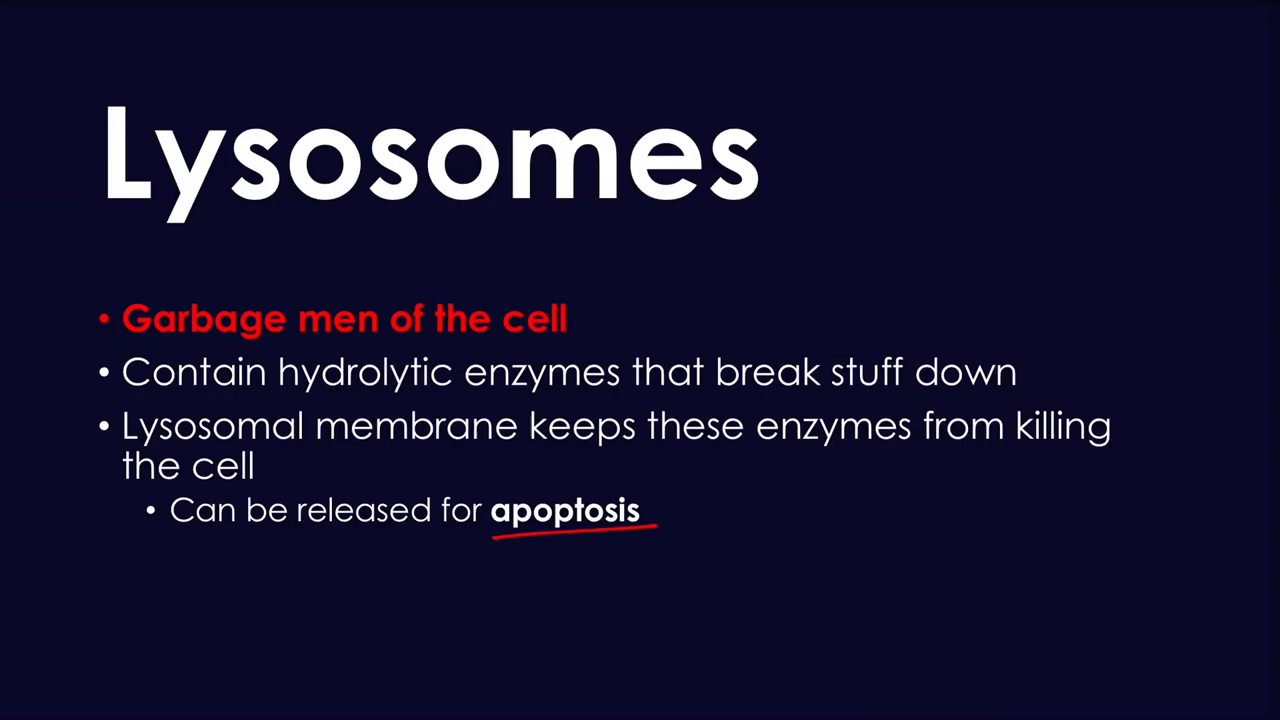 Lysosomes
• Garbage men of the cell
• Contain hydrolytic enzymes that break stuff down
• Lysosomal membrane keeps these enzymes from killing
the cell
• Can be released for apoptosis